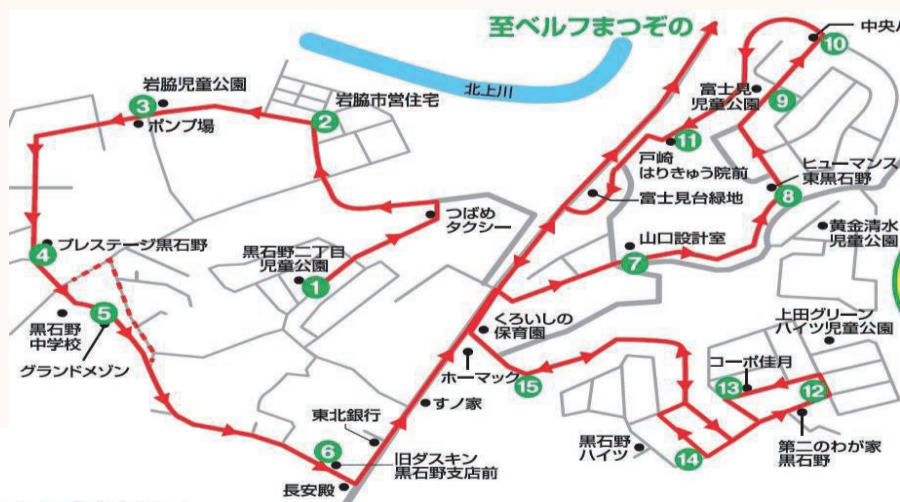 至ベルフまつぞの
北上川
中央バ
10
岩脇児童公園
3
ポンプ場
岩脇市営住宅
2
富士見
児童公園
9
11
戸崎
はりきゅう院前
ヒューマンス
東黒石野
8
富士見台緑地
つばめ
タクシー
黄金清水
児童公園
プレステージ黒石野
4
黒石野二丁目
児童公園
1
山口設計室
7
5
黒石野
中学校
グランドメゾン
くろいしの
保育園
上田グリーン
ハイツ児童公園
ホーマック
15
コーポ佳月
13
12
すノ家
東北銀行
6
旧ダスキン
黒石野支店前
長安殿
黒石野
ハイツ
14
第二のわが家
黒石野